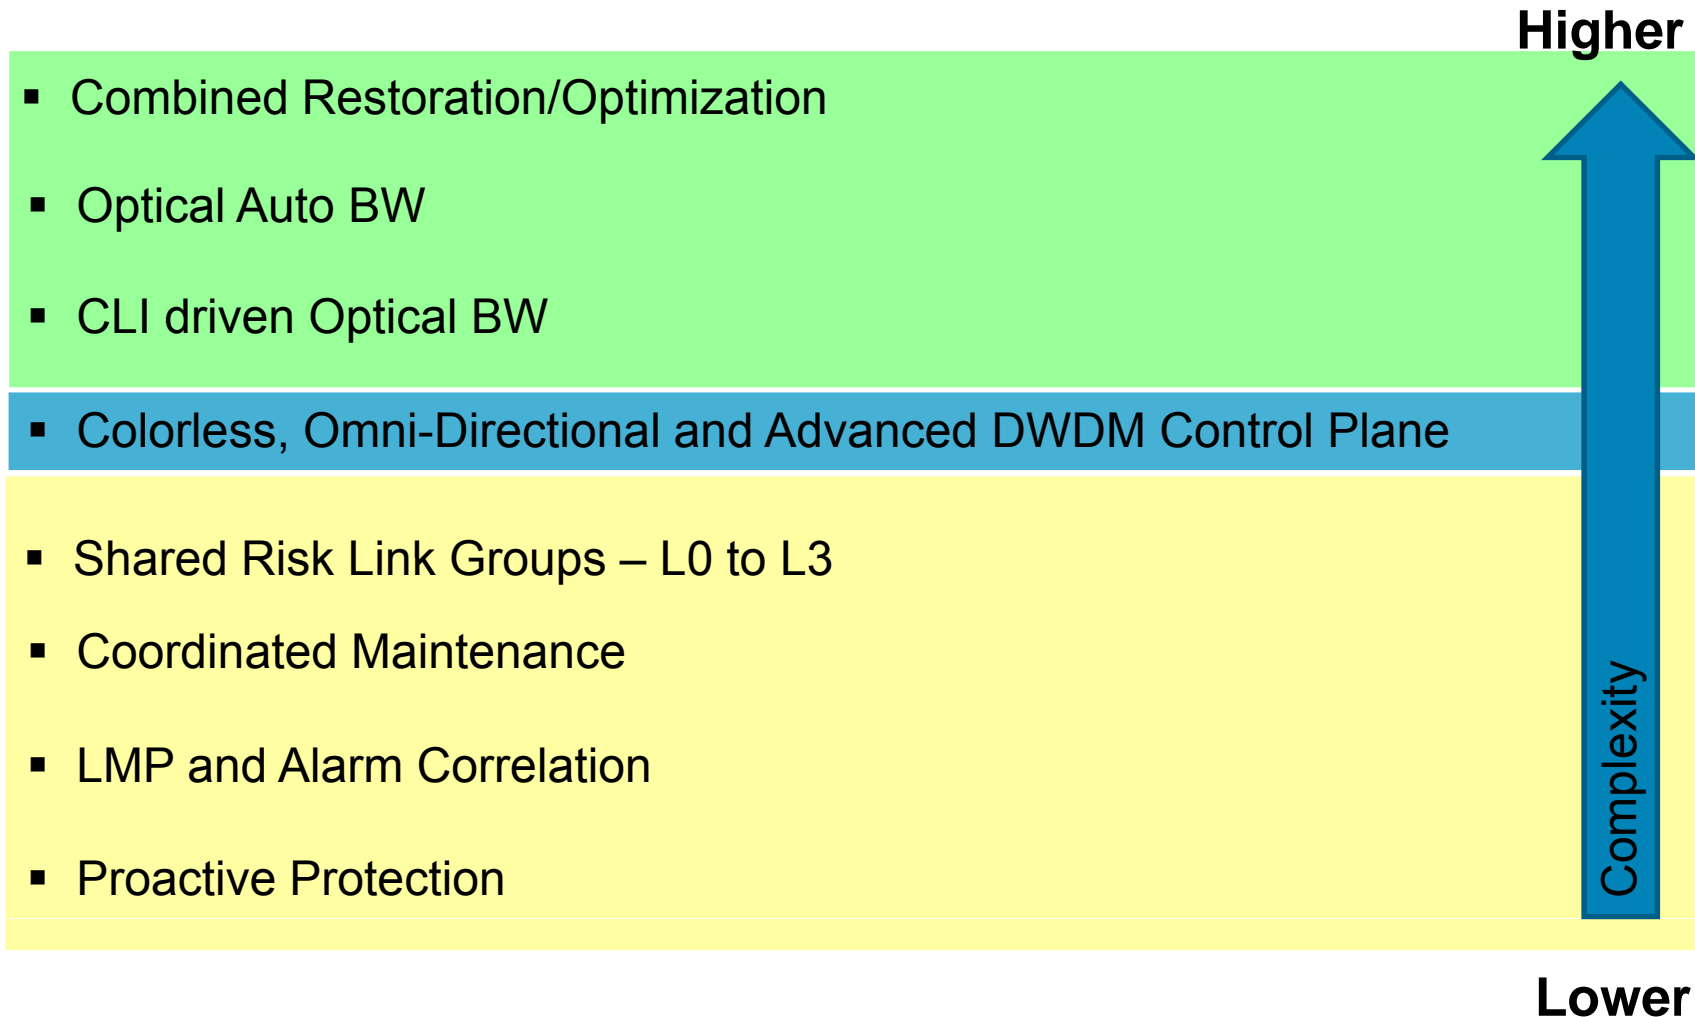 Higher
▪ Combined Restoration/Optimization
▪ Optical Auto BW
▪ CLI driven Optical BW
▪ Colorless, Omni-Directional and Advanced DWDM Control Plane
▪ Shared Risk Link Groups – L0 to L3
▪ Coordinated Maintenance
▪ LMP and Alarm Correlation
▪ Proactive Protection
Complexity
Lower